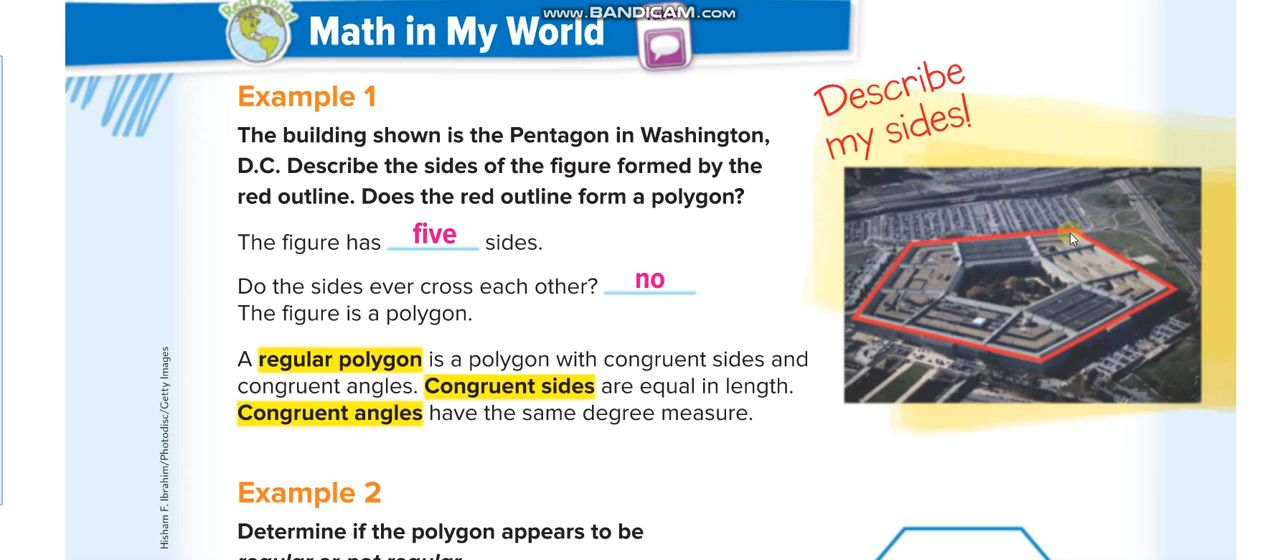 www.BANDICAM.com
Real World
Math in My World
Example 1
The building shown is the Pentagon in Washington,
D.C. Describe the sides of the figure formed by the
red outline. Does the red outline form a polygon?
The figure has five sides.
Do the sides ever cross each other? no
The figure is a polygon.
A regular polygon is a polygon with congruent sides and
congruent angles. Congruent sides are equal in length.
Congruent angles have the same degree measure.
Describe
my sides!
Hisham F. Ibrahim/Photodisc/Getty Images
Example 2
Determine if the polygon appears to be
regular or not regular.